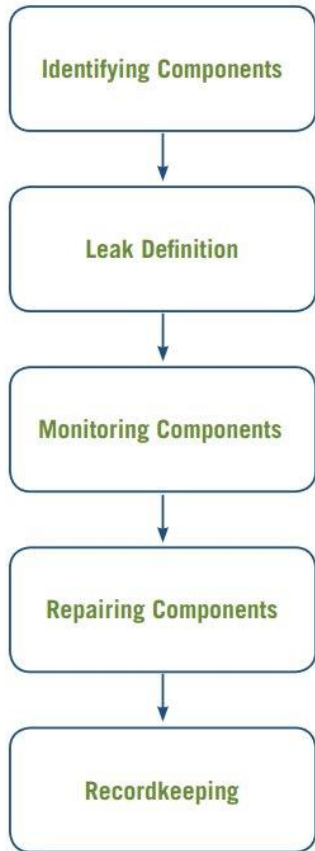 Identifying Components
Leak Definition
Monitoring Components
Repairing Components
Recordkeeping